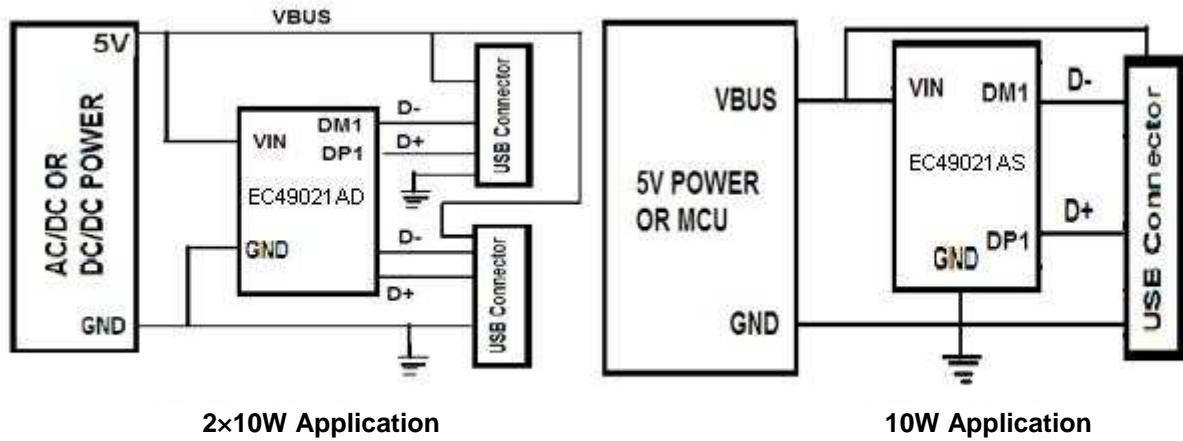 VBUS
5V
AC/DC OR
DC/DC POWER
GND
VIN
DM1
DP1
EC49021AD
GND
D-
D+
USB Connector
D-
D+
USB Connector
2×10W Application
VBUS
5V POWER
OR MCU
GND
VIN
DM1
EC49021AS
DP1
GND
D-
D+
USB Connector
10W Application